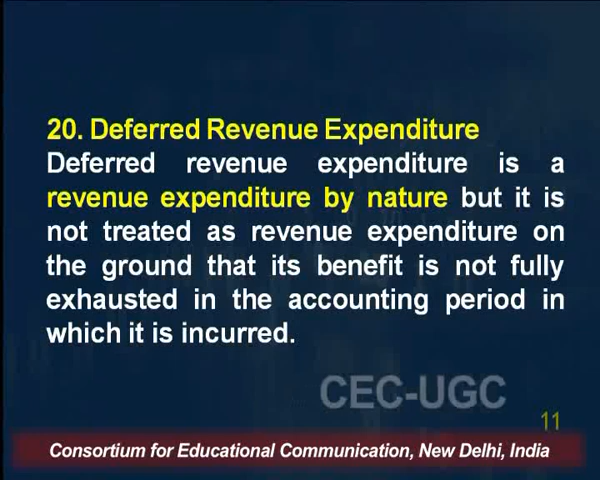 20. Deferred Revenue Expenditure
Deferred revenue expenditure is a
revenue expenditure by nature but it is
not treated as revenue expenditure on
the ground that its benefit is not fully
exhausted in the accounting period in
which it is incurred.
CEC-UGC
11
Consortium for Educational Communication, New Delhi, India